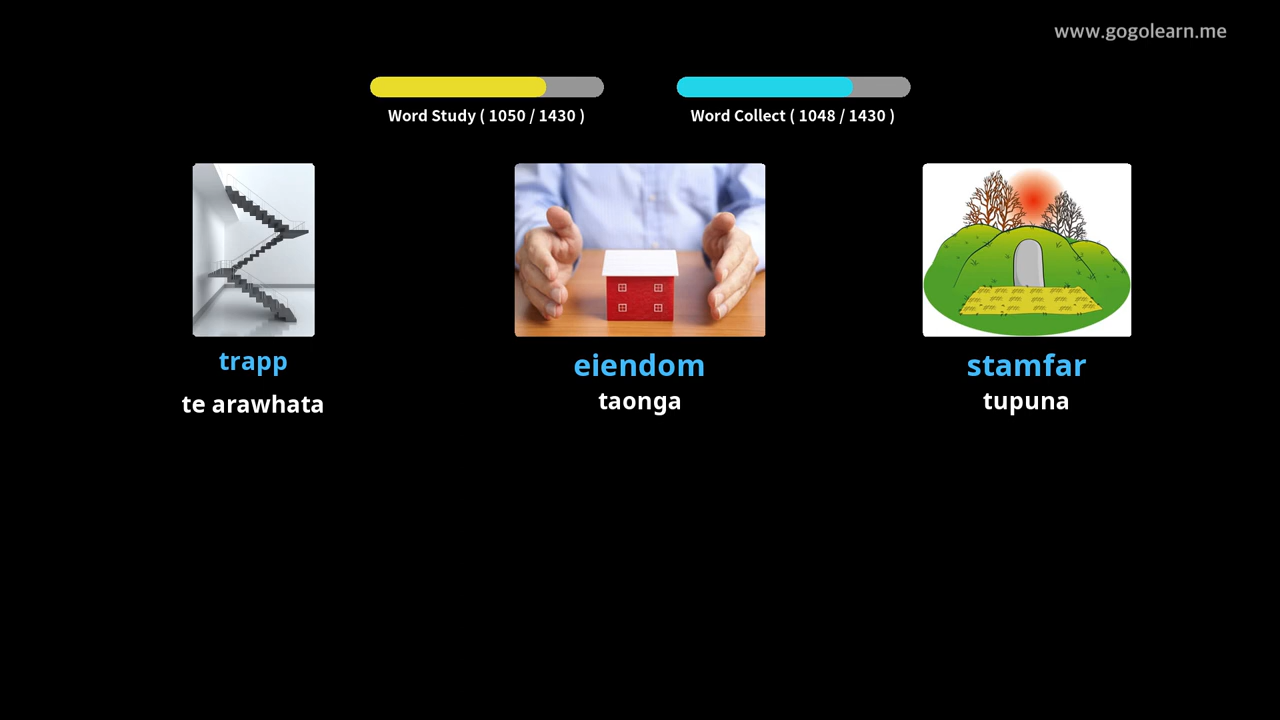 www.gogolearn.me
Word Study ( 1050 / 1430 )
Word Collect ( 1048 / 1430 )
trapp
te arawhata
eiendom
taonga
stamfar
tupuna